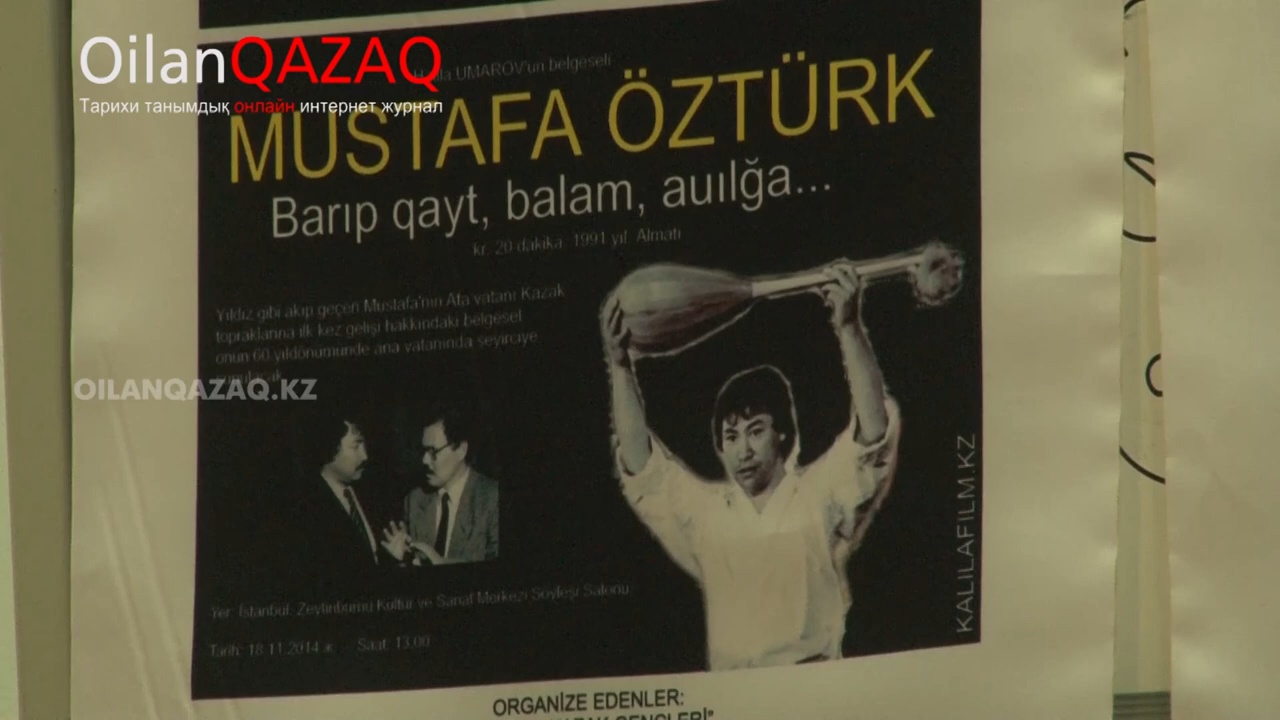 OilanQAZAQ
Тарихи танымдық онлайн интернет журнал
UMAROV'un belgeseli
MUSTAFA ÖZTÜRK
Barıp qayt, balam, auılğa...
kr. 20 dakika 1991 yıl. Almatı
Yıldız gibi akıp geçen Mustafa'nın Ata vatanı Kazak
topraklarına ilk kez gelişi hakkındaki belgesel
onun 60.yıldönümünde ana vatanında seyirciye
OILANQAZAQ.KZ
KALILAFILM.KZ
Yer: İstanbul. Zeytinburnu Kültür ve Sanat Merkezi Söyleşi Salonu
Tarih: 18.11.2014 ж. Saat: 13.00
ORGANİZE EDENLER:
GENÇLERİ"